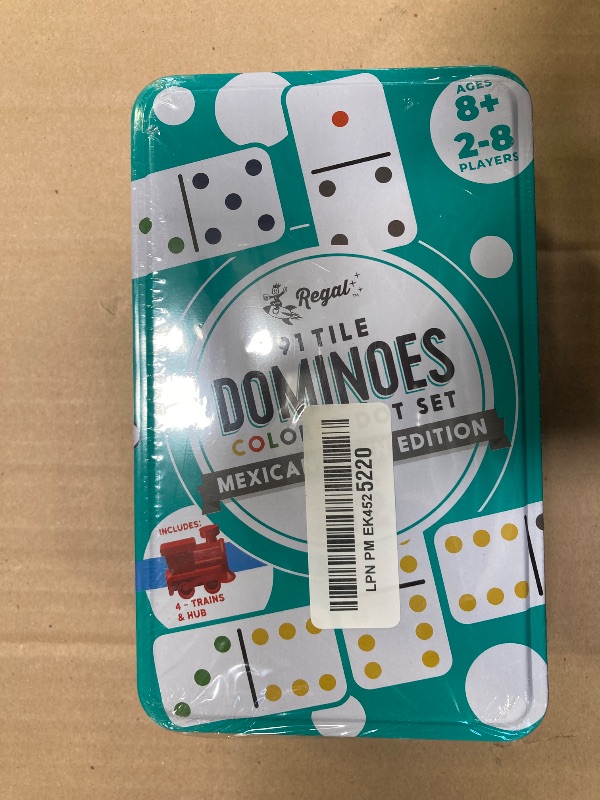 AGES
8+
2-8
PLAYERS
Regal
TM
91 TILE
DOMINOES
COLO DOT SET
MEXICA EDITION
LPN PM EK4525220
INCLUDES:
4 - TRAINS
& HUB